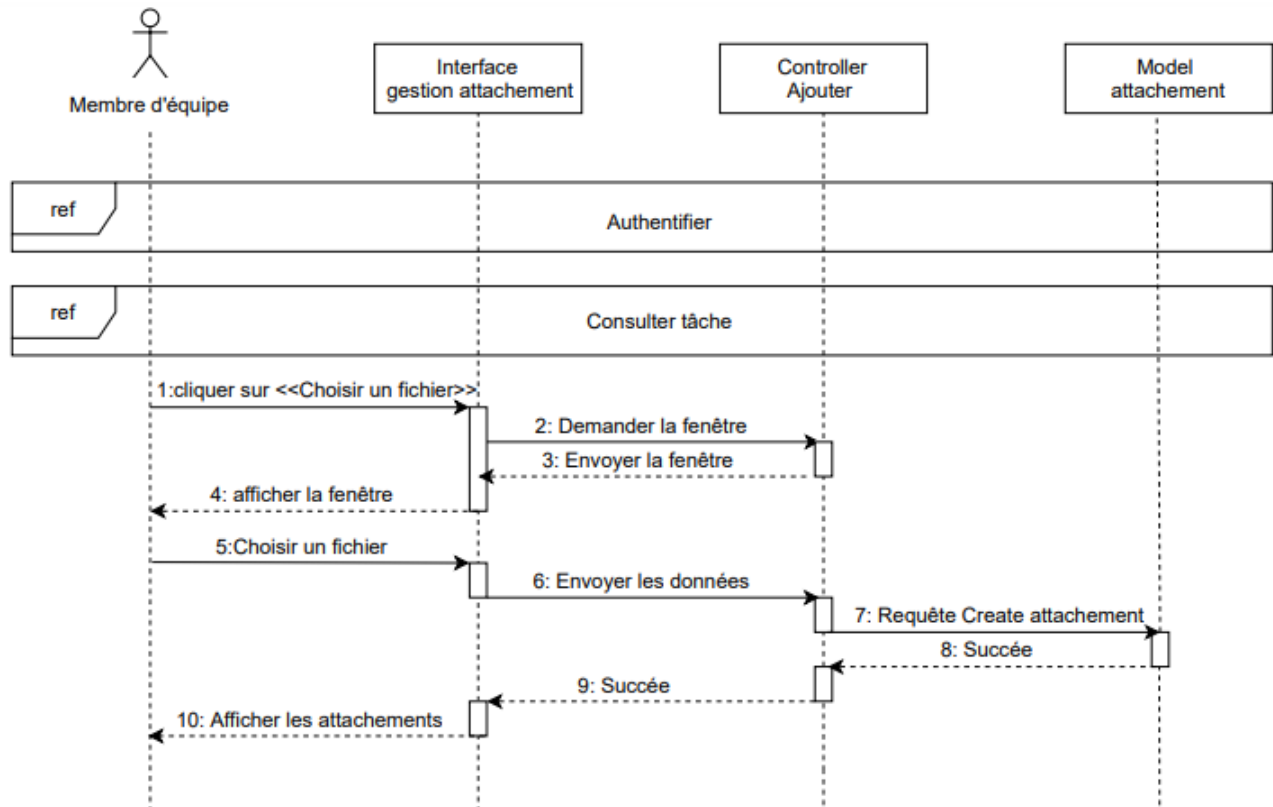 Membre d'équipe
Interface
gestion attachement
Controller
Ajouter
Model
attachement
ref
Authentifier
ref
Consulter tâche
1:cliquer sur <<Choisir un fichier>>
2: Demander la fenêtre
3: Envoyer la fenêtre
4: afficher la fenêtre
5:Choisir un fichier
6: Envoyer les données
7: Requête Create attachement
8: Succée
9: Succée
10: Afficher les attachements